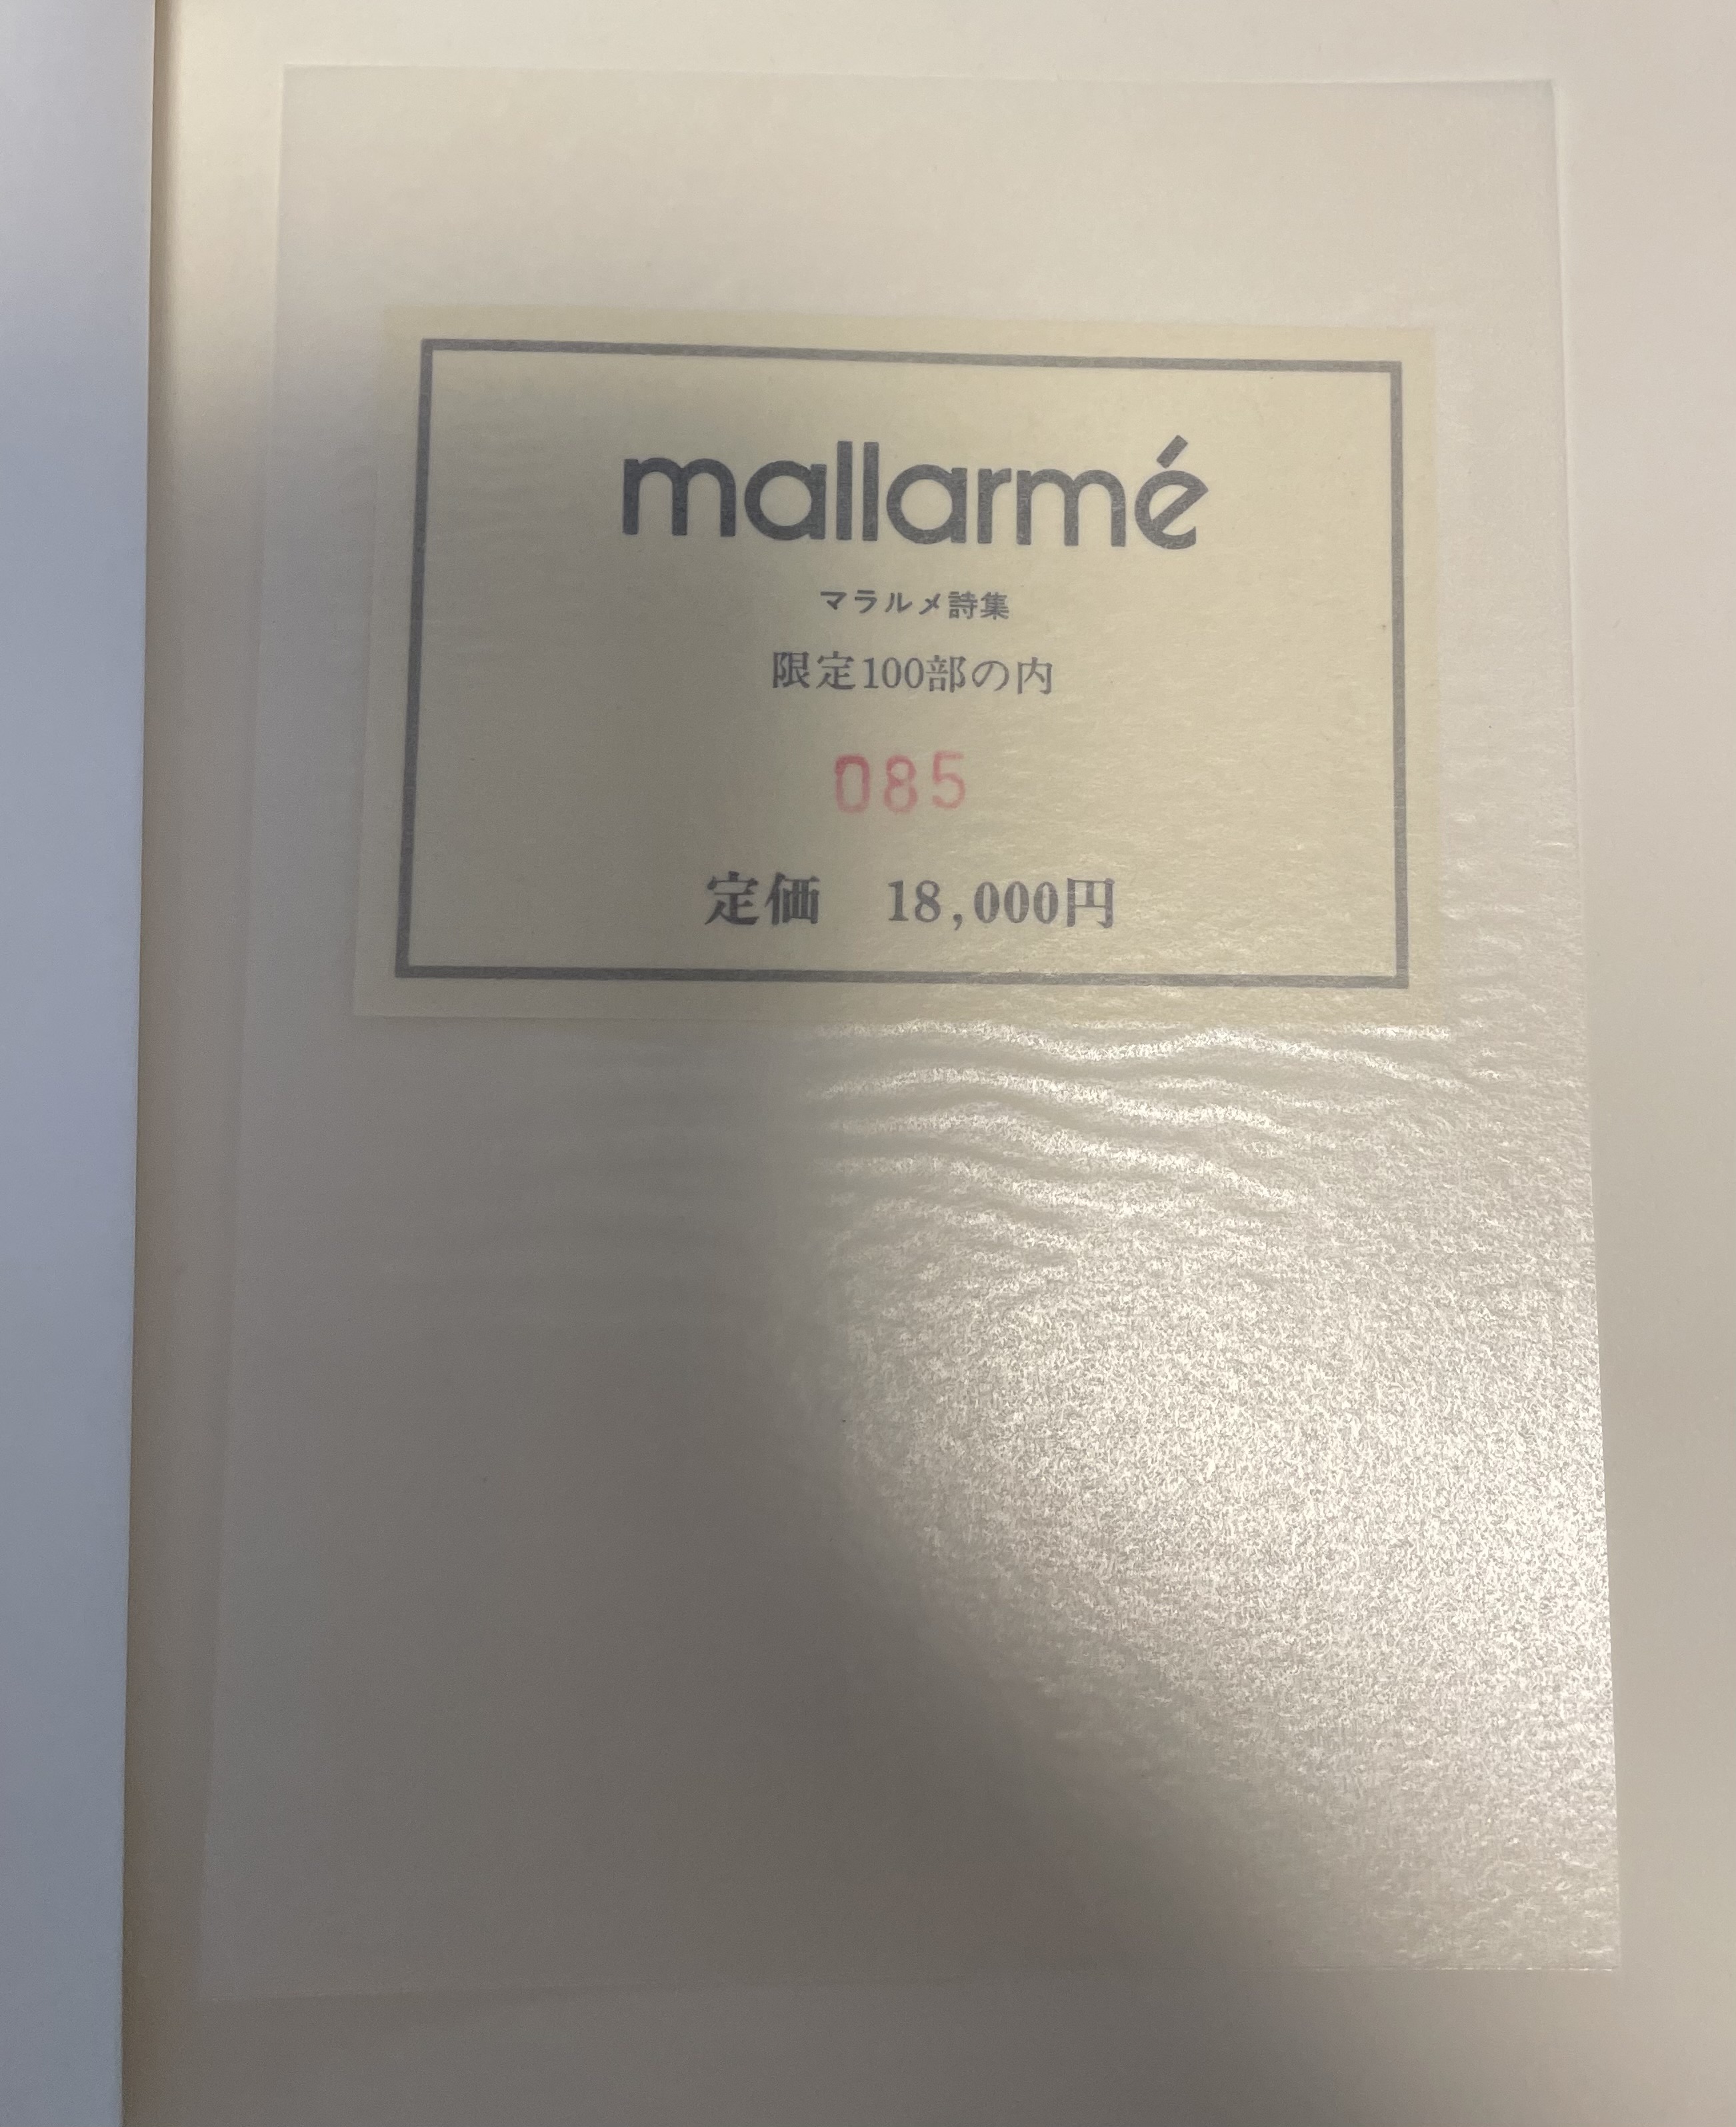 mallarmé
マラルメ詩集
限定100部の内
085
定価　18,000円